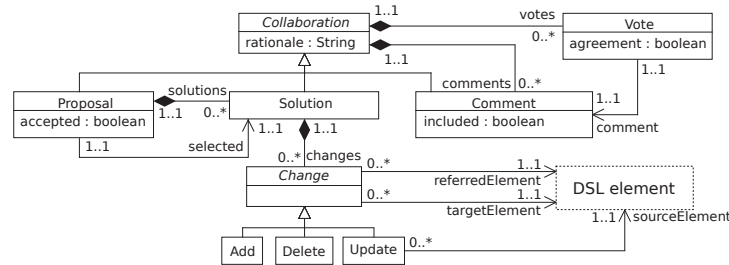 Collaboration
rationale : String
1..1
votes
0..*
Vote
agreement : boolean
1..1
1..1
comments
0..*
1..1
comment
Proposal
accepted : boolean
solutions
1..1
0..*
Solution
Comment
included : boolean
1..1
selected
1..1
1..1
0..*
changes
Change
0..*
1..1
referredElement
0..*
1..1
targetElement
DSL element
1..1
sourceElement
Add
Delete
Update
0..*